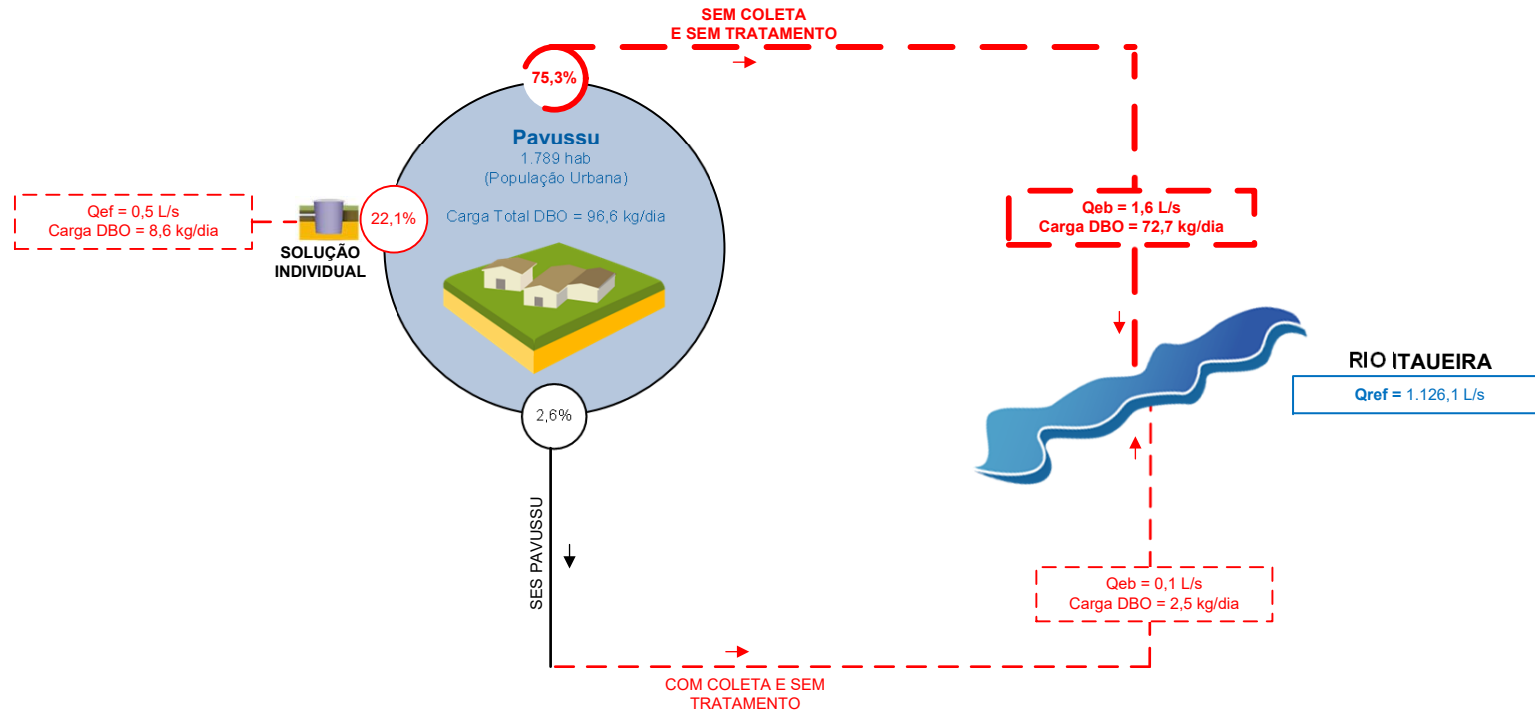 SEM COLETA
E SEM TRATAMENTO
75,3%
Pavussu
1.789 hab
(População Urbana)
Carga Total DBO = 96,6 kg/dia
22,1%
Qef = 0,5 L/s
Carga DBO = 8,6 kg/dia
SOLUÇÃO
INDIVIDUAL
Qeb = 1,6 L/s
Carga DBO = 72,7 kg/dia
RIO ITAUEIRA
Qref = 1.126,1 L/s
2,6%
SES PAVUSSU
Qeb = 0,1 L/s
Carga DBO = 2,5 kg/dia
COM COLETA E SEM
TRATAMENTO